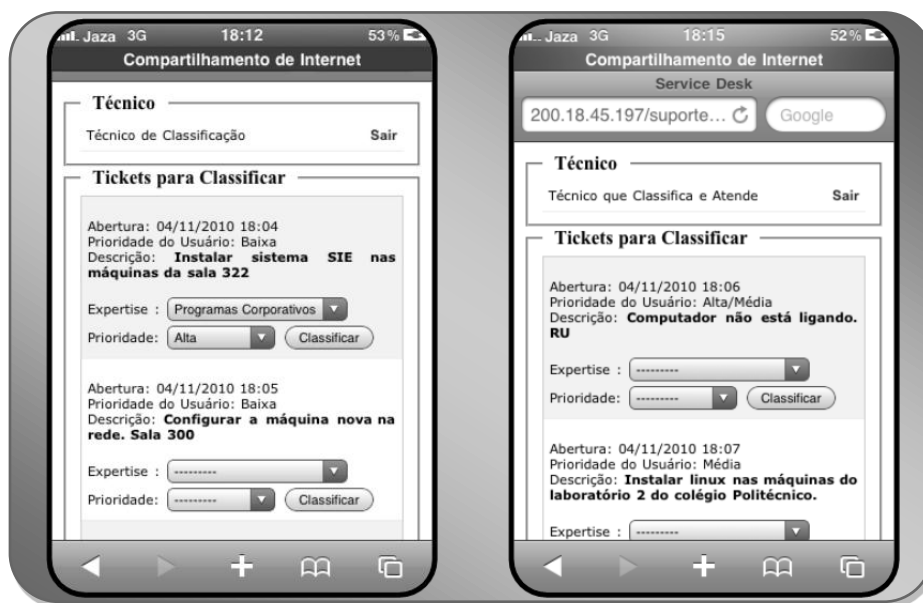 Jaza 3G 18:12 53%
Compartilhamento de Internet
Técnico
Técnico de Classificação Sair
Tickets para Classificar
Abertura: 04/11/2010 18:04
Prioridade do Usuário: Baixa
Descrição: Instalar sistema SIE nas
máquinas da sala 322
Expertise : Programas Corporativos
Prioridade: Alta Classificar
Abertura: 04/11/2010 18:05
Prioridade do Usuário: Baixa
Descrição: Configurar a máquina nova na
rede. Sala 300
Expertise : ---------
Prioridade: --------- Classificar
Jaza 3G 18:15 52%
Compartilhamento de Internet
Service Desk
200.18.45.197/suporte... Google
Técnico
Técnico que Classifica e Atende Sair
Tickets para Classificar
Abertura: 04/11/2010 18:06
Prioridade do Usuário: Alta/Média
Descrição: Computador não está ligando.
RU
Expertise : ---------
Prioridade: --------- Classificar
Abertura: 04/11/2010 18:07
Prioridade do Usuário: Média
Descrição: Instalar linux nas máquinas do
laboratório 2 do colégio Politécnico.
Expertise : ---------